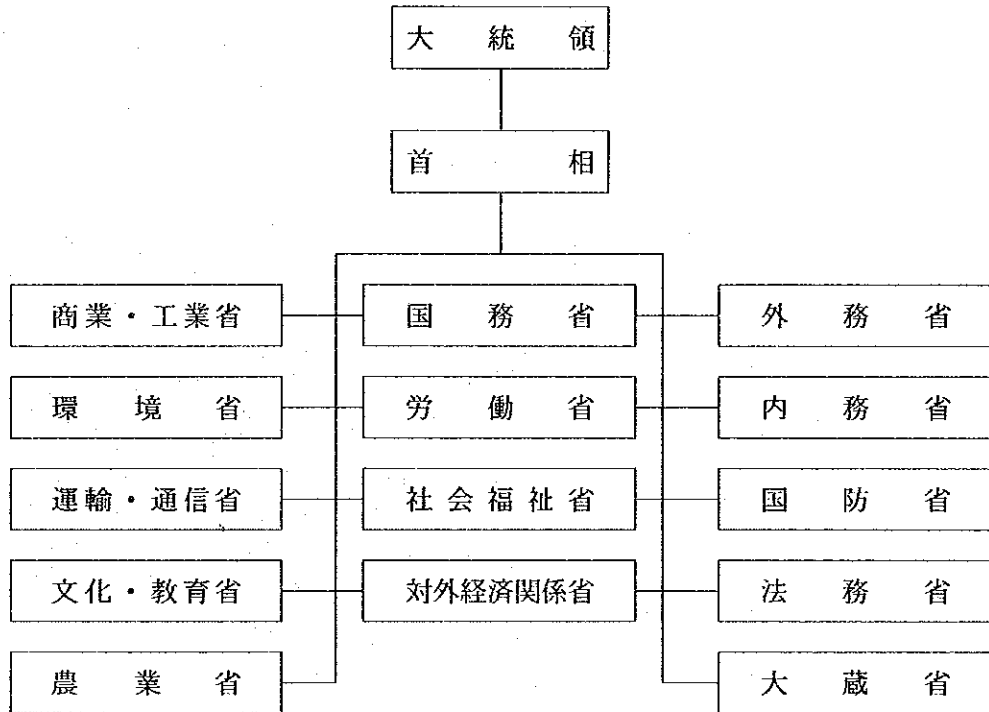 大統領
首相
商業・工業省 国務省 外務省
環境省 労働省 内務省
運輸・通信省 社会福祉省 国防省
文化・教育省 対外経済関係省 法務省
農業省 大蔵省